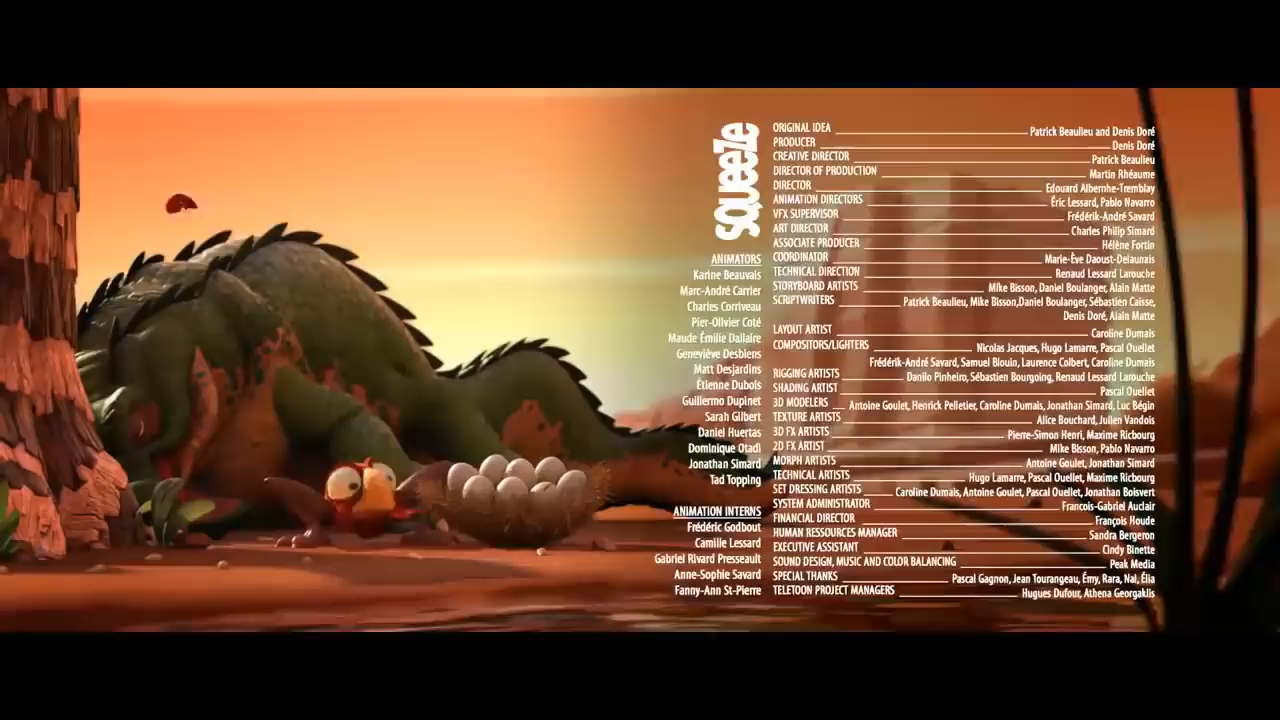 squeeze
ANIMATORS
Karine Beauvais
Marc-André Carrier
Charles Corriveau
Pier-Olivier Coté
Maude Émilie Dallaire
Geneviève Desbiens
Matt Desjardins
Étienne Dubois
Guillermo Dupinet
Sarah Gilbert
Daniel Huertas
Dominique Otadi
Jonathan Simard
Tad Topping
ANIMATION INTERNS
Frédéric Godbout
Camille Lessard
Gabriel Rivard Presseault
Anne-Sophie Savard
Fanny-Ann St-Pierre
ORIGINAL IDEA Patrick Beaulieu and Denis Doré
PRODUCER Denis Doré
CREATIVE DIRECTOR Patrick Beaulieu
DIRECTOR OF PRODUCTION Martin Rhéaume
DIRECTOR Edouard Albernhe-Tremblay
ANIMATION DIRECTORS Éric Lessard, Pablo Navarro
VFX SUPERVISOR Frédérik-André Savard
ART DIRECTOR Charles Philip Simard
ASSOCIATE PRODUCER Hélène Fortin
COORDINATOR Marie-Ève Daoust-Delaunais
TECHNICAL DIRECTION Renaud Lessard Larouche
STORYBOARD ARTISTS Mike Bisson, Daniel Boulanger, Alain Matte
SCRIPTWRITERS Patrick Beaulieu, Mike Bisson,Daniel Boulanger, Sébastien Caisse,
Denis Doré, Alain Matte
LAYOUT ARTIST Caroline Dumais
COMPOSITORS/LIGHTERS Nicolas Jacques, Hugo Lamarre, Pascal Ouellet
Frédérik-André Savard, Samuel Blouin, Laurence Colbert, Caroline Dumais
RIGGING ARTISTS Danilo Pinheiro, Sébastien Bourgoing, Renaud Lessard Larouche
SHADING ARTIST Pascal Ouellet
3D MODELERS Antoine Goulet, Henrick Pelletier, Caroline Dumais, Jonathan Simard, Luc Bégin
TEXTURE ARTISTS Alice Bouchard, Julien Vandois
3D FX ARTISTS Pierre-Simon Henri, Maxime Ricbourg
2D FX ARTIST Mike Bisson, Pablo Navarro
MORPH ARTISTS Antoine Goulet, Jonathan Simard
TECHNICAL ARTISTS Hugo Lamarre, Pascal Ouellet, Maxime Ricbourg
SET DRESSING ARTISTS Caroline Dumais, Antoine Goulet, Pascal Ouellet, Jonathan Boisvert
SYSTEM ADMINISTRATOR Francois-Gabriel Auclair
FINANCIAL DIRECTOR François Houde
HUMAN RESSOURCES MANAGER Sandra Bergeron
EXECUTIVE ASSISTANT Cindy Binette
SOUND DESIGN, MUSIC AND COLOR BALANCING Peak Media
SPECIAL THANKS Pascal Gagnon, Jean Tourangeau, Émy, Rara, Nal, Élia
TELETOON PROJECT MANAGERS Hugues Dufour, Athena Georgaklis